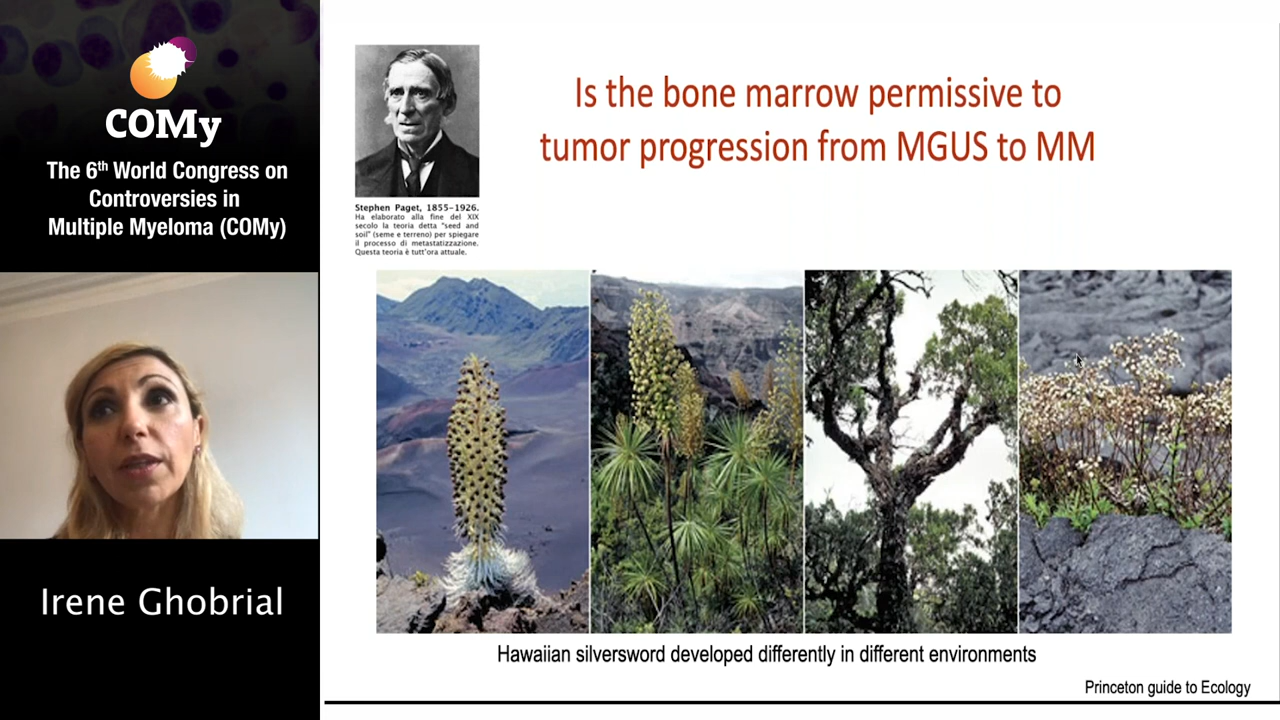 COMy
The 6th World Congress on
Controversies in
Multiple Myeloma (COMy)
Irene Ghobrial
Is the bone marrow permissive to
tumor progression from MGUS to MM
Stephen Paget, 1855-1926.
Ha elaborato alla fine del XIX
secolo la teoria detta "seed and
soil" (seme e terreno) per spiegare
il processo di metastatizzazione.
Questa teoria è tutt'ora attuale.
Hawaiian silversword developed differently in different environments
Princeton guide to Ecology